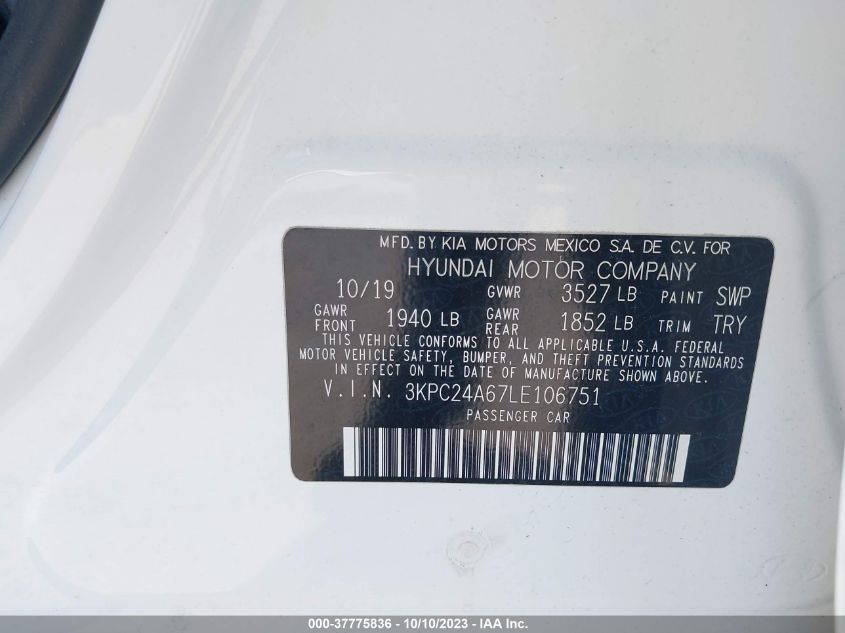 MFD. BY KIA MOTORS MEXICO S.A. DE C.V. FOR
HYUNDAI MOTOR COMPANY
10/19 GVWR 3527 LB PAINT SWP
GAWR FRONT 1940 LB GAWR REAR 1852 LB TRIM TRY
THIS VEHICLE CONFORMS TO ALL APPLICABLE U.S.A. FEDERAL
MOTOR VEHICLE SAFETY, BUMPER, AND THEFT PREVENTION STANDARDS
IN EFFECT ON THE DATE OF MANUFACTURE SHOWN ABOVE.
V.I.N. 3KPC24A67LE106751
PASSENGER CAR
000-37775836 - 10/10/2023 - IAA Inc.